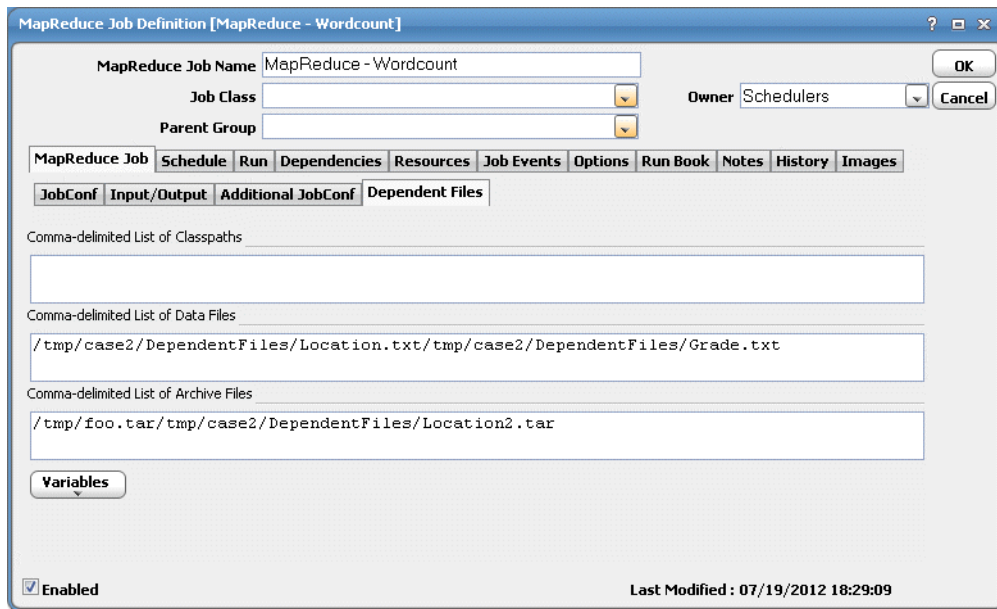 MapReduce Job Definition [MapReduce - Wordcount] ?
MapReduce Job Name MapReduce - Wordcount OK
Job Class Owner Schedulers Cancel
Parent Group
MapReduce Job Schedule Run Dependencies Resources Job Events Options Run Book Notes History Images
JobConf Input/Output Additional JobConf Dependent Files
Comma-delimited List of Classpaths
Comma-delimited List of Data Files
/tmp/case2/DependentFiles/Location.txt/tmp/case2/DependentFiles/Grade.txt
Comma-delimited List of Archive Files
/tmp/foo.tar/tmp/case2/DependentFiles/Location2.tar
Variables
Enabled Last Modified : 07/19/2012 18:29:09